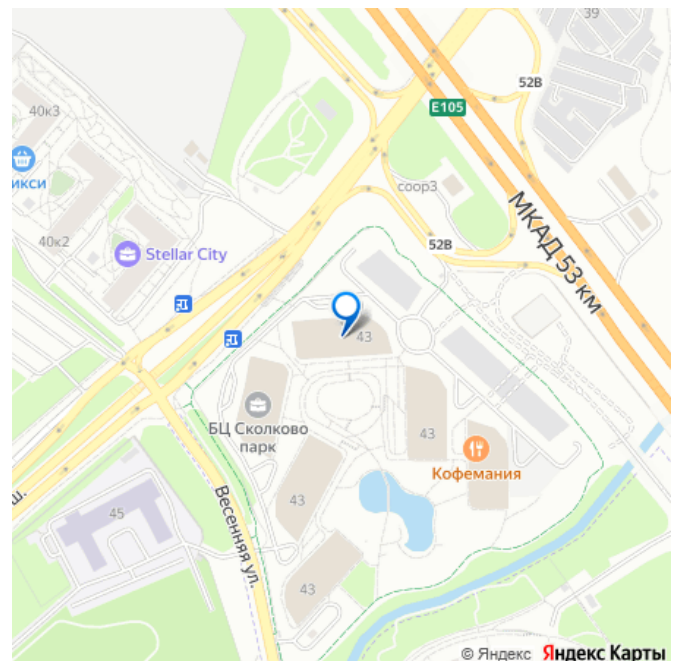 39
52В
E105
40к3
икси
соор3
МКАД 53 км
40к2
Stellar City
52В
43
БЦ Сколково
парк
43
Кофемания
ш.
45
Весенняя ул.
43
43
© Яндекс Яндекс Карты